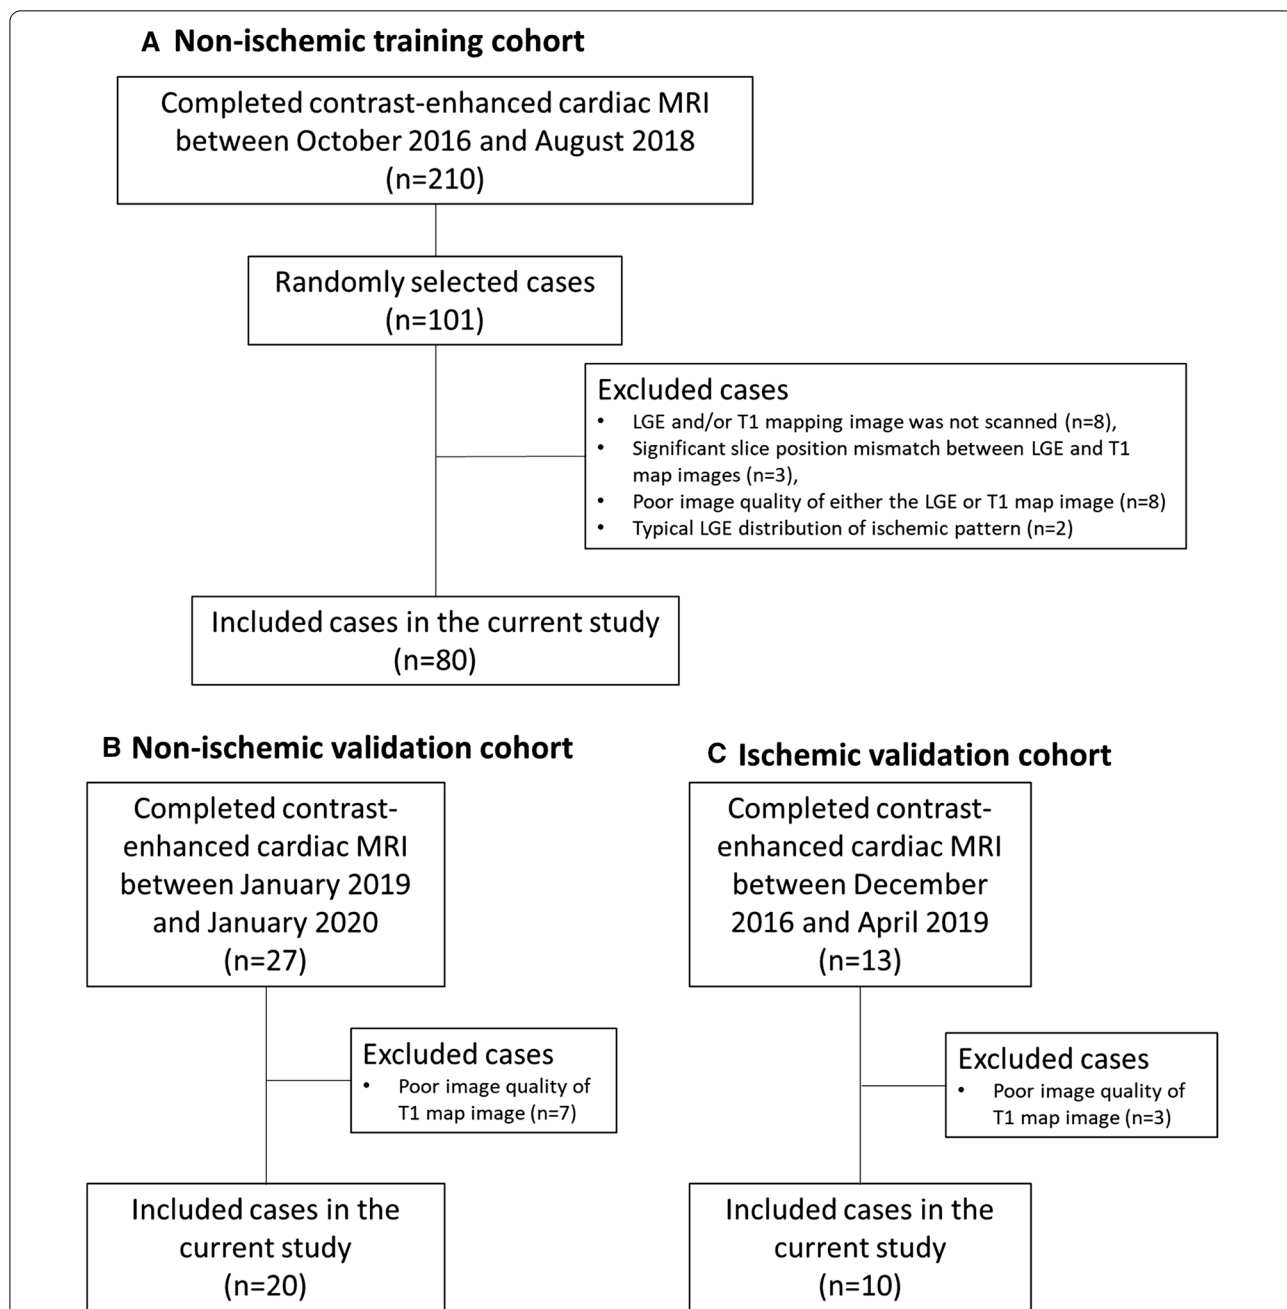 A Non-ischemic training cohort
Completed contrast-enhanced cardiac MRI
between October 2016 and August 2018
(n=210)
Randomly selected cases
(n=101)
Excluded cases
• LGE and/or T1 mapping image was not scanned (n=8),
• Significant slice position mismatch between LGE and T1
map images (n=3),
• Poor image quality of either the LGE or T1 map image (n=8)
• Typical LGE distribution of ischemic pattern (n=2)
Included cases in the current study
(n=80)
B Non-ischemic validation cohort
Completed contrast-
enhanced cardiac MRI
between January 2019
and January 2020
(n=27)
Excluded cases
• Poor image quality of
T1 map image (n=7)
Included cases in the
current study
(n=20)
C Ischemic validation cohort
Completed contrast-
enhanced cardiac MRI
between December
2016 and April 2019
(n=13)
Excluded cases
• Poor image quality of
T1 map image (n=3)
Included cases in the
current study
(n=10)